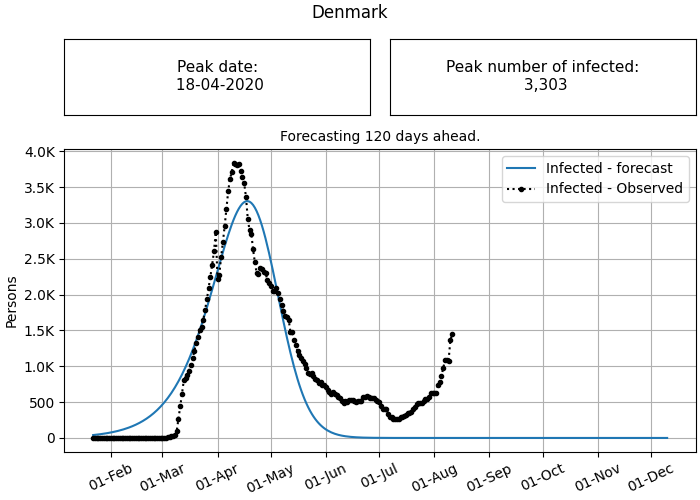 Denmark
Peak date:
18-04-2020
Peak number of infected:
3,303
Forecasting 120 days ahead.
4.0K
3.5K
3.0K
2.5K
2.0K
1.5K
1.0K
500
0
Persons
Infected - forecast
Infected - Observed
01-Feb
01-Mar
01-Apr
01-May
01-Jun
01-Jul
01-Aug
01-Sep
01-Oct
01-Nov
01-Dec